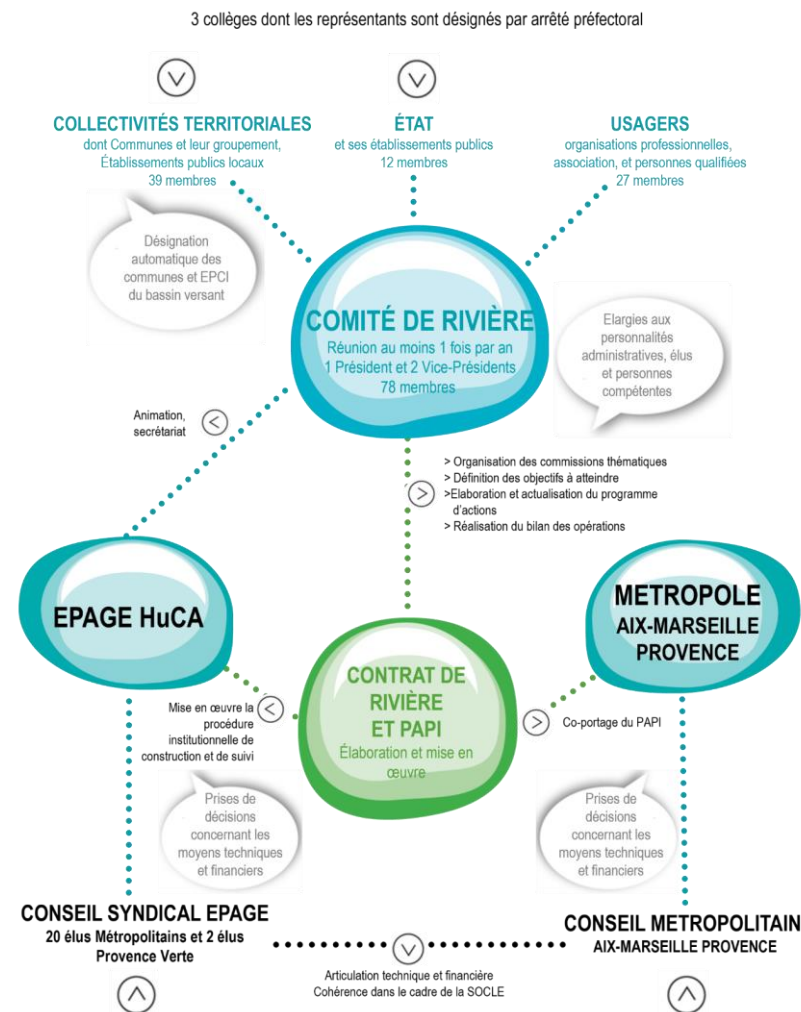 3 collèges dont les représentants sont désignés par arrêté préfectoral
COLLECTIVITÉS TERRITORIALES
dont Communes et leur groupement,
Établissements publics locaux
39 membres
ÉTAT
et ses établissements publics
12 membres
USAGERS
organisations professionnelles,
association, et personnes qualifiées
27 membres
Désignation
automatique des
communes et EPCI
du bassin versant
COMITÉ DE RIVIÈRE
Réunion au moins 1 fois par an
1 Président et 2 Vice-Présidents
78 membres
Elargies aux
personnalités
administratives, élus
et personnes
compétentes
Animation,
secrétariat
> Organisation des commissions thématiques
> Définition des objectifs à atteindre
>Elaboration et actualisation du programme
d'actions
> Réalisation du bilan des opérations
EPAGE HuCA
METROPOLE
AIX-MARSEILLE
PROVENCE
CONTRAT DE
RIVIÈRE
ET PAPI
Élaboration et mise en
œuvre
Mise en œuvre la
procédure
institutionnelle de
construction et de suivi
Co-portage du PAPI
Prises de
décisions
concernant les
moyens techniques
et financiers
Prises de
décisions
concernant les
moyens techniques
et financiers
CONSEIL SYNDICAL EPAGE
20 élus Métropolitains et 2 élus
Provence Verte
CONSEIL METROPOLITAIN
AIX-MARSEILLE PROVENCE
Articulation technique et financière
Cohérence dans le cadre de la SOCLE